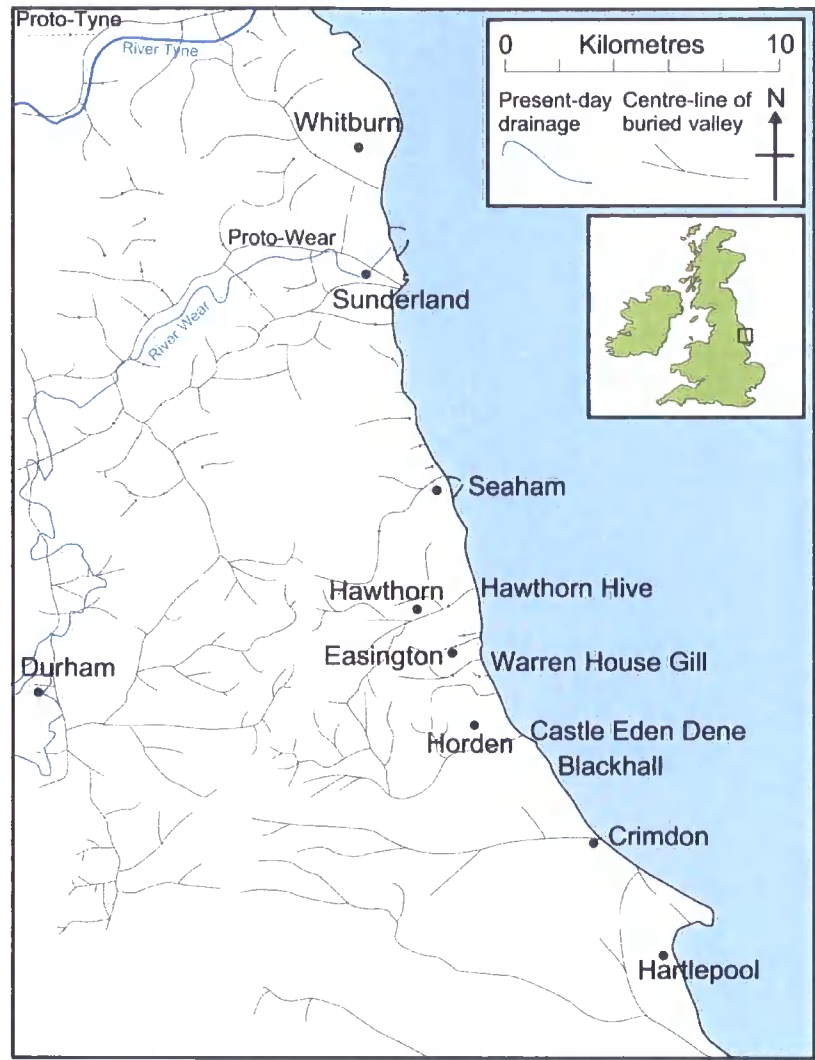 Proto-Tyne
River Tyne
0 Kilometres 10
Present-day drainage
Centre-line of buried valley
N
Whitburn
Proto-Wear
River Wear
Sunderland
Seaham
Hawthorn
Hawthorn Hive
Easington
Warren House Gill
Durham
Horden
Castle Eden Dene
Blackhall
Crimdon
Hartlepool